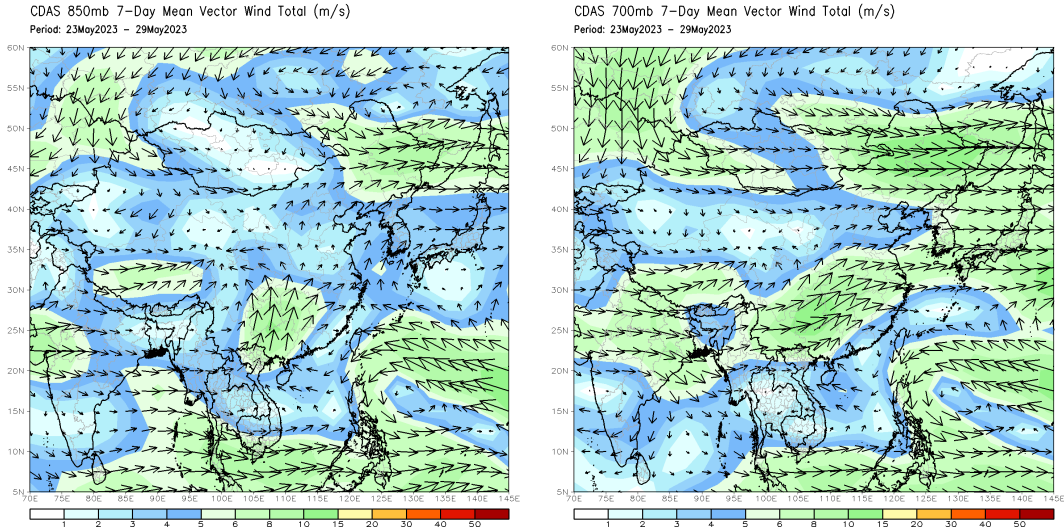 CDAS 850mb 7-Day Mean Vector Wind Total (m/s)
Period: 23May2023 - 29May2023
60N
55N
50N
45N
40N
35N
30N
25N
20N
15N
10N
5N
70E 75E 80E 85E 90E 95E 100E 105E 110E 115E 120E 125E 130E 135E 140E 145E
1 2 3 4 5 6 8 10 15 20 30 40 50
CDAS 700mb 7-Day Mean Vector Wind Total (m/s)
Period: 23May2023 - 29May2023
60N
55N
50N
45N
40N
35N
30N
25N
20N
15N
10N
5N
70E 75E 80E 85E 90E 95E 100E 105E 110E 115E 120E 125E 130E 135E 140E 145E
1 2 3 4 5 6 8 10 15 20 30 40 50